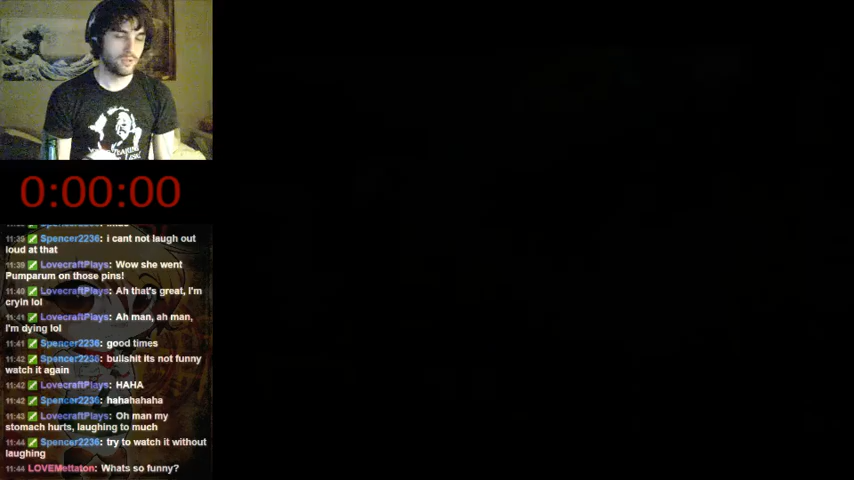 0:00:00
11:39 Spencer2236: i cant not laugh out
loud at that
11:39 LovecraftPlays: Wow she went
Pumparum on those pins!
11:40 LovecraftPlays: Ah that's great, I'm
cryin lol
11:41 LovecraftPlays: Ah man, ah man,
I'm dying lol
11:41 Spencer2236: good times
11:42 Spencer2236: bullshit its not funny
watch it again
11:42 LovecraftPlays: HAHA
11:42 Spencer2236: hahahahaha
11:43 LovecraftPlays: Oh man my
stomach hurts, laughing to much
11:44 Spencer2236: try to watch it without
laughing
11:44 LOVEMettaton: Whats so funny?